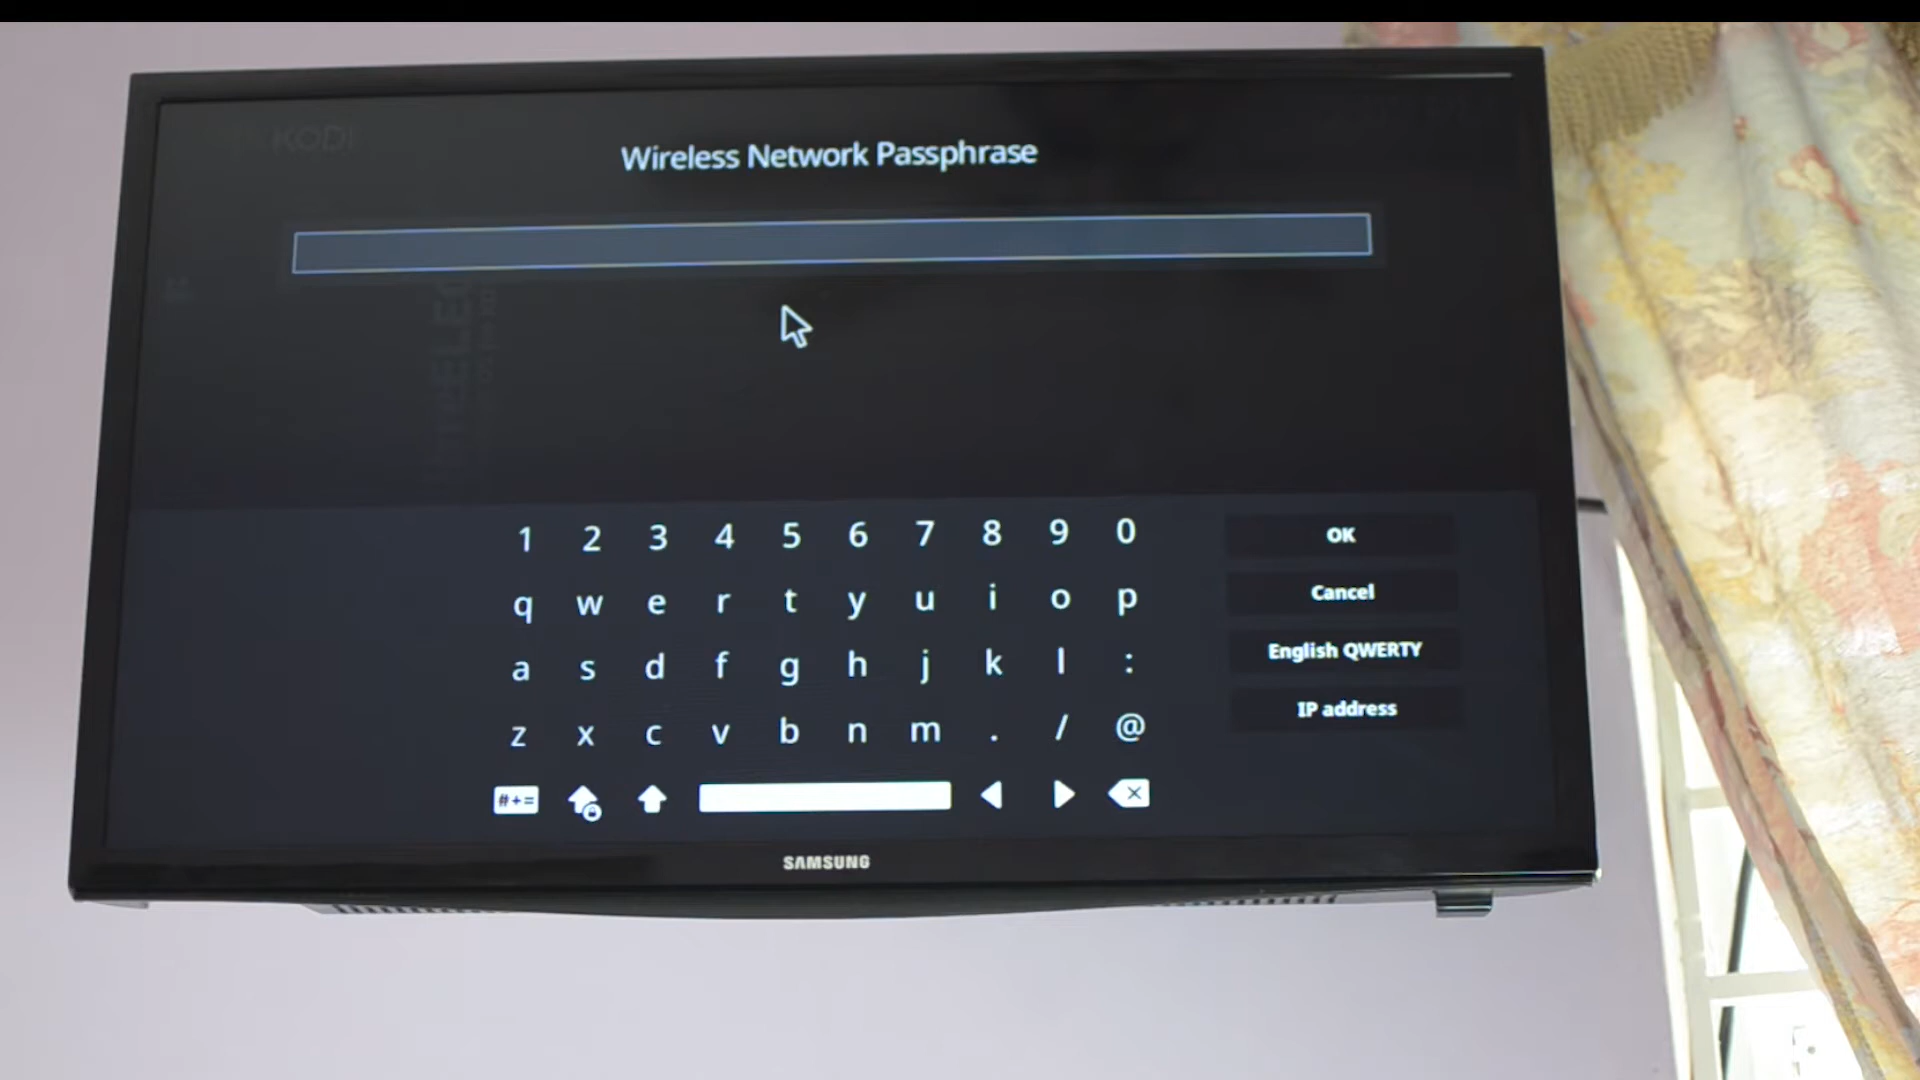 KODI
Wireless Network Passphrase
1 2 3 4 5 6 7 8 9 0
OK
q w e r t y u i o p
Cancel
a s d f g h j k l :
English QWERTY
z x c v b n m . / @
IP address
#+=
SAMSUNG